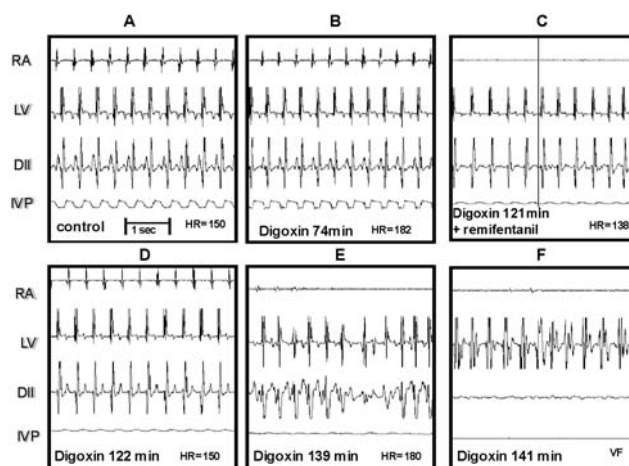 A B C
RA
LV
DII
IVP
control 1 sec HR=150
Digoxin 74min HR=182
Digoxin 121min
+ remifentanil HR=138
D E F
RA
LV
DII
IVP
Digoxin 122 min HR=150
Digoxin 139 min HR=180
Digoxin 141 min VF